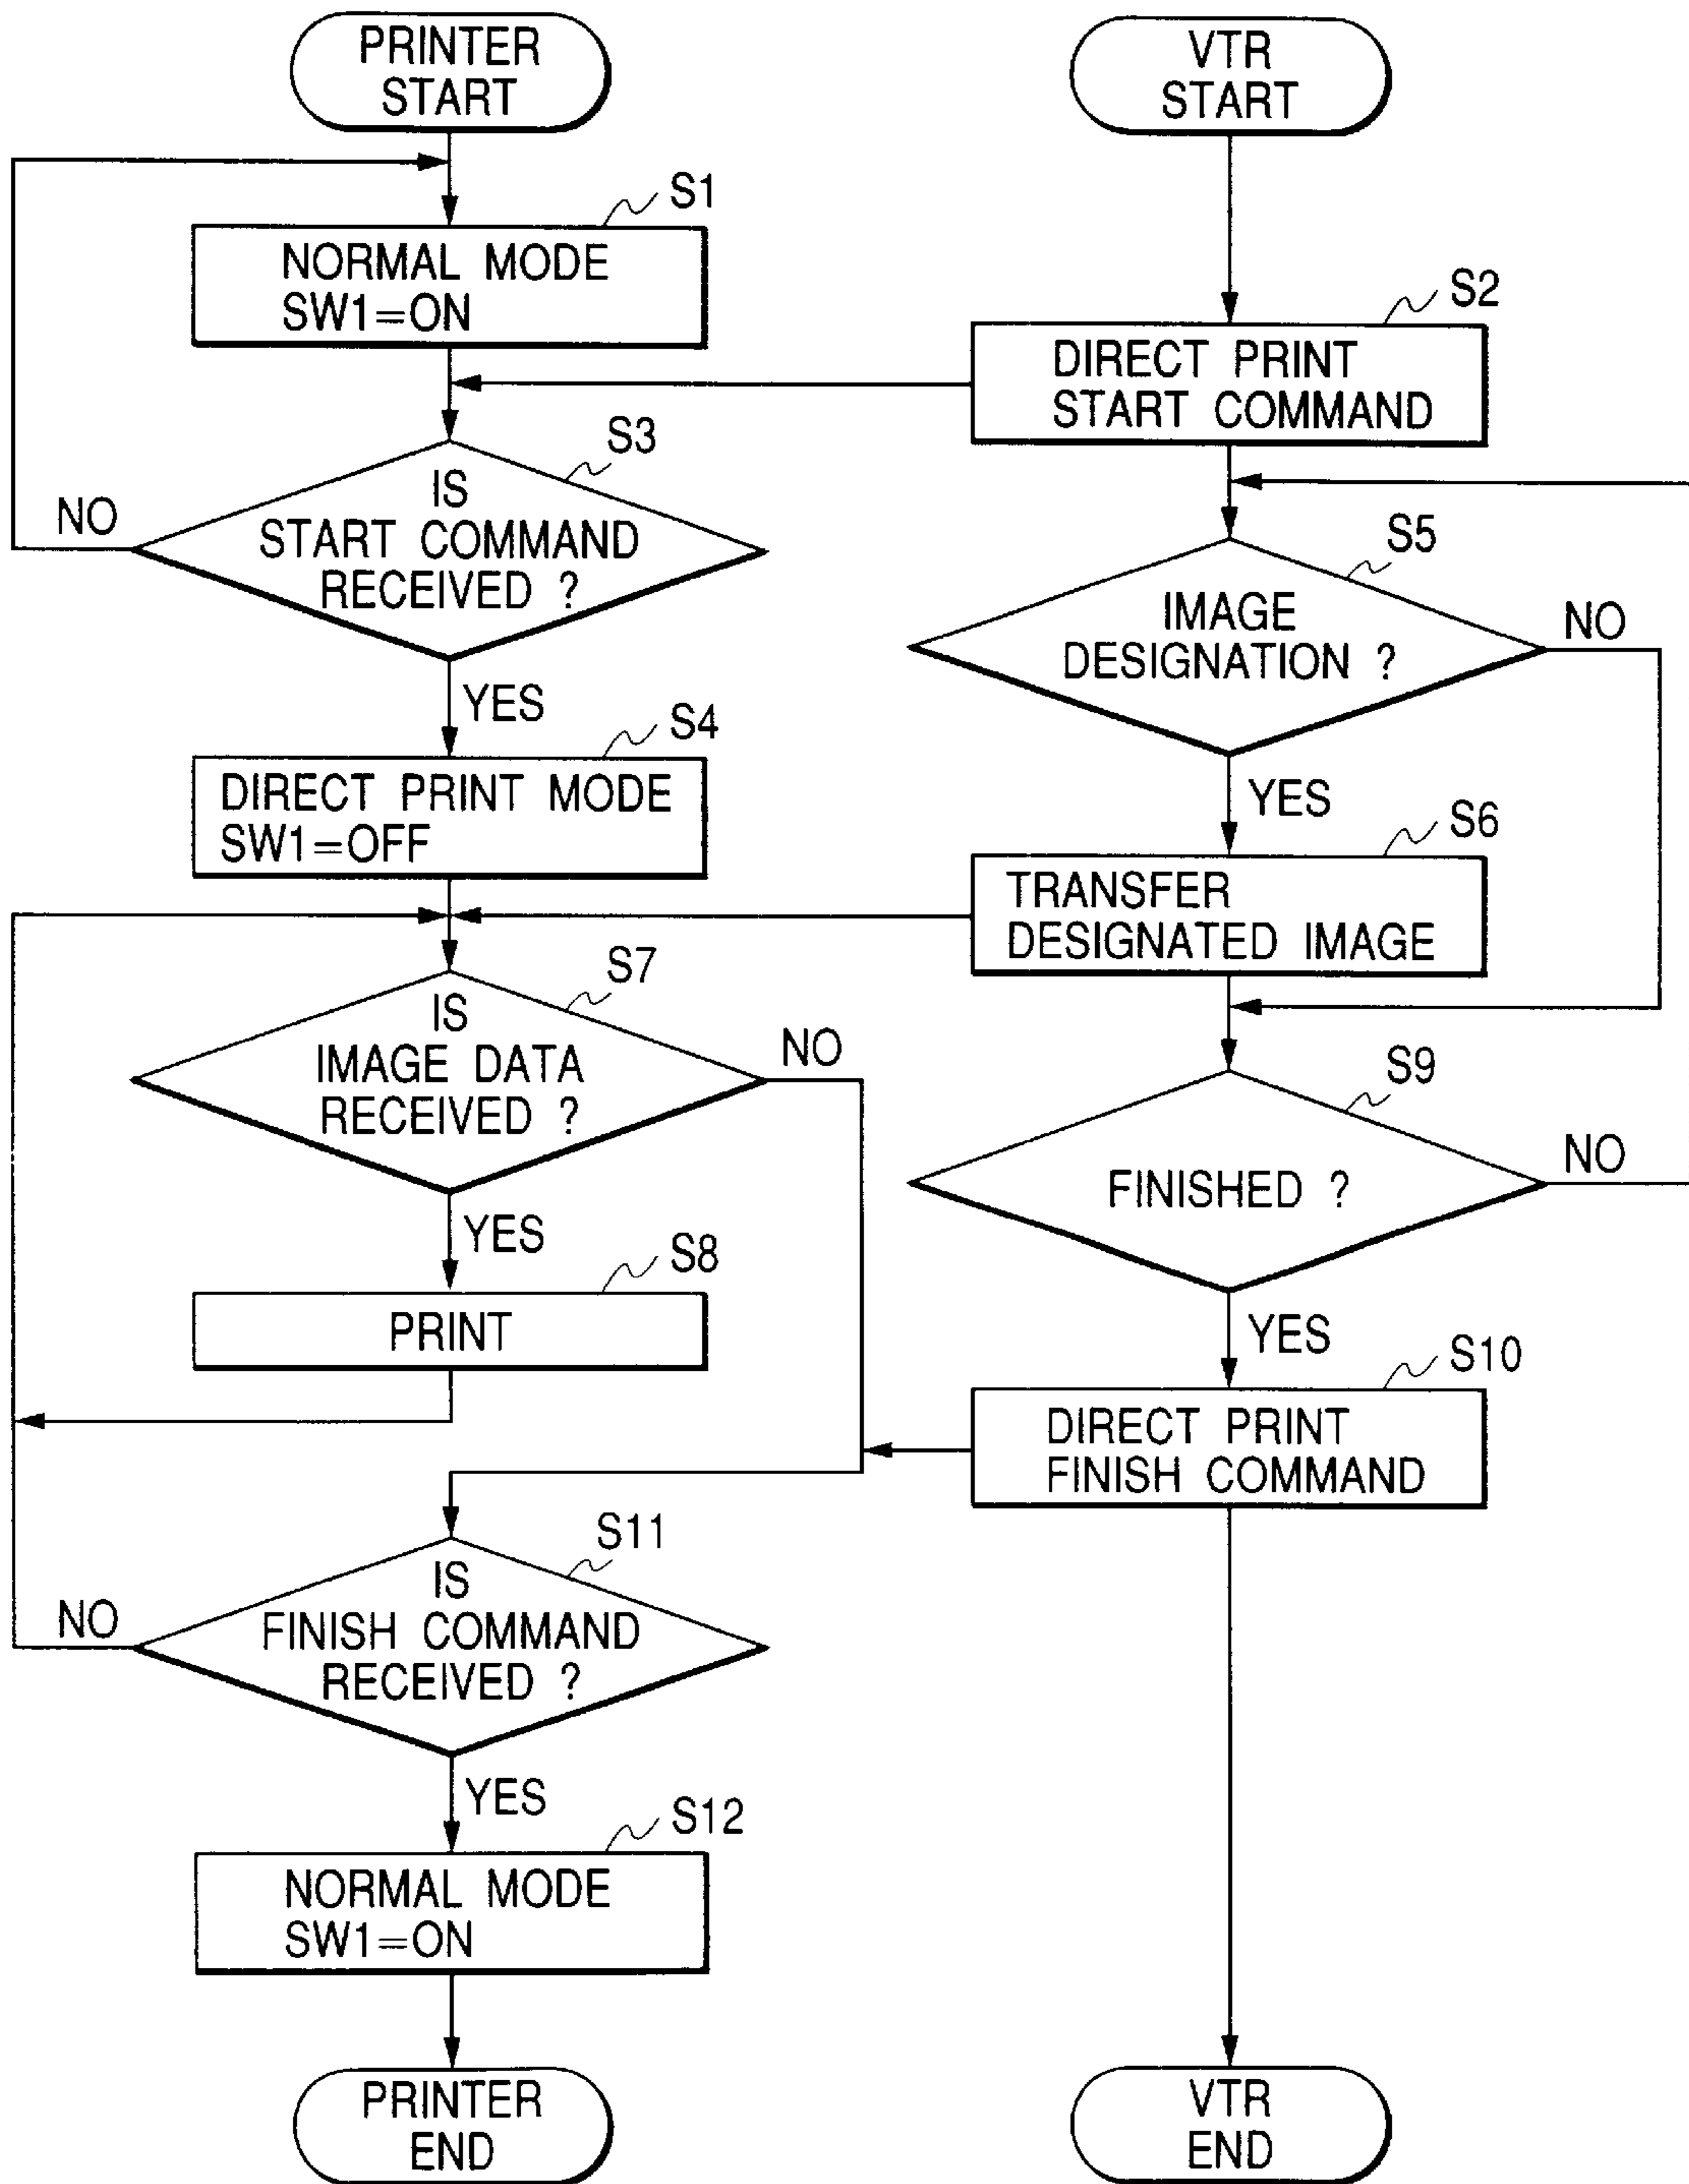 PRINTER
START
VTR
START
S1
NORMAL MODE
SW1=ON
S2
DIRECT PRINT
START COMMAND
S3
IS
START COMMAND
RECEIVED ?
NO
YES
S5
IMAGE
DESIGNATION ?
NO
YES
S4
DIRECT PRINT MODE
SW1=OFF
S6
TRANSFER
DESIGNATED IMAGE
S7
IS
IMAGE DATA
RECEIVED ?
NO
YES
S9
FINISHED ?
NO
YES
S8
PRINT
S10
DIRECT PRINT
FINISH COMMAND
S11
IS
FINISH COMMAND
RECEIVED ?
NO
YES
S12
NORMAL MODE
SW1=ON
PRINTER
END
VTR
END